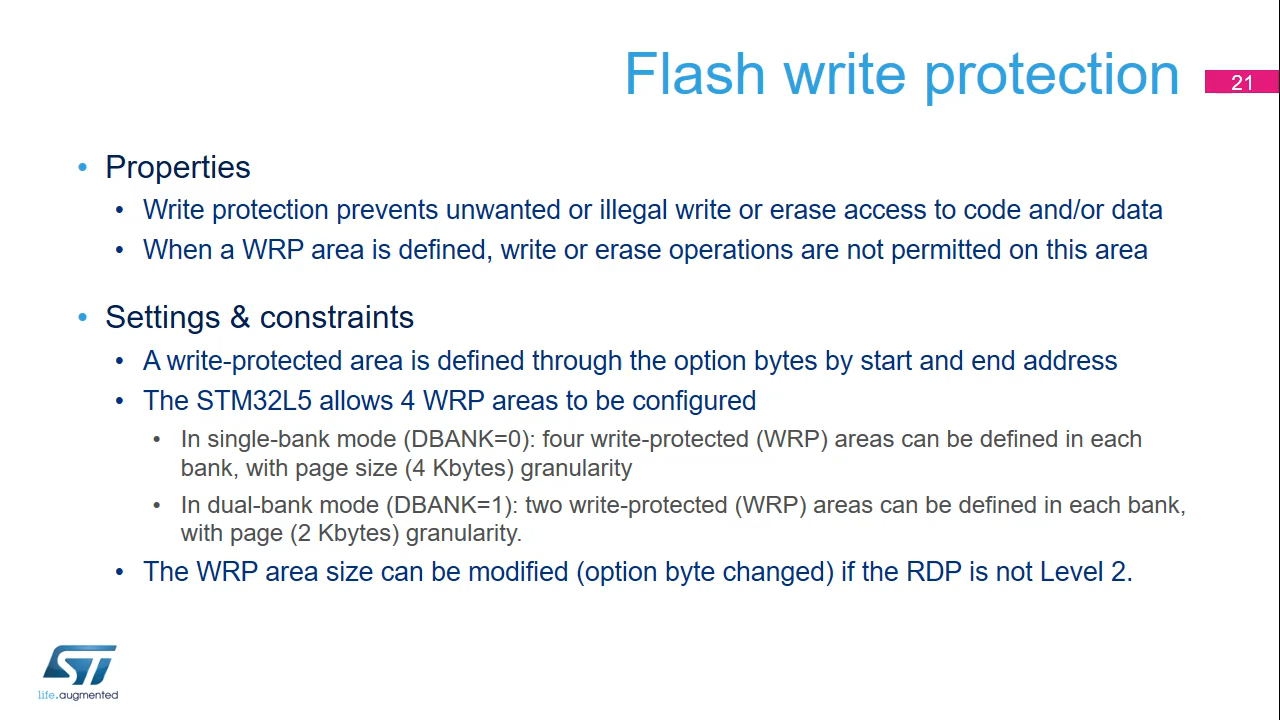 Flash write protection
21
• Properties
• Write protection prevents unwanted or illegal write or erase access to code and/or data
• When a WRP area is defined, write or erase operations are not permitted on this area
• Settings & constraints
• A write-protected area is defined through the option bytes by start and end address
• The STM32L5 allows 4 WRP areas to be configured
• In single-bank mode (DBANK=0): four write-protected (WRP) areas can be defined in each
bank, with page size (4 Kbytes) granularity
• In dual-bank mode (DBANK=1): two write-protected (WRP) areas can be defined in each bank,
with page (2 Kbytes) granularity.
• The WRP area size can be modified (option byte changed) if the RDP is not Level 2.
ST
life.augmented